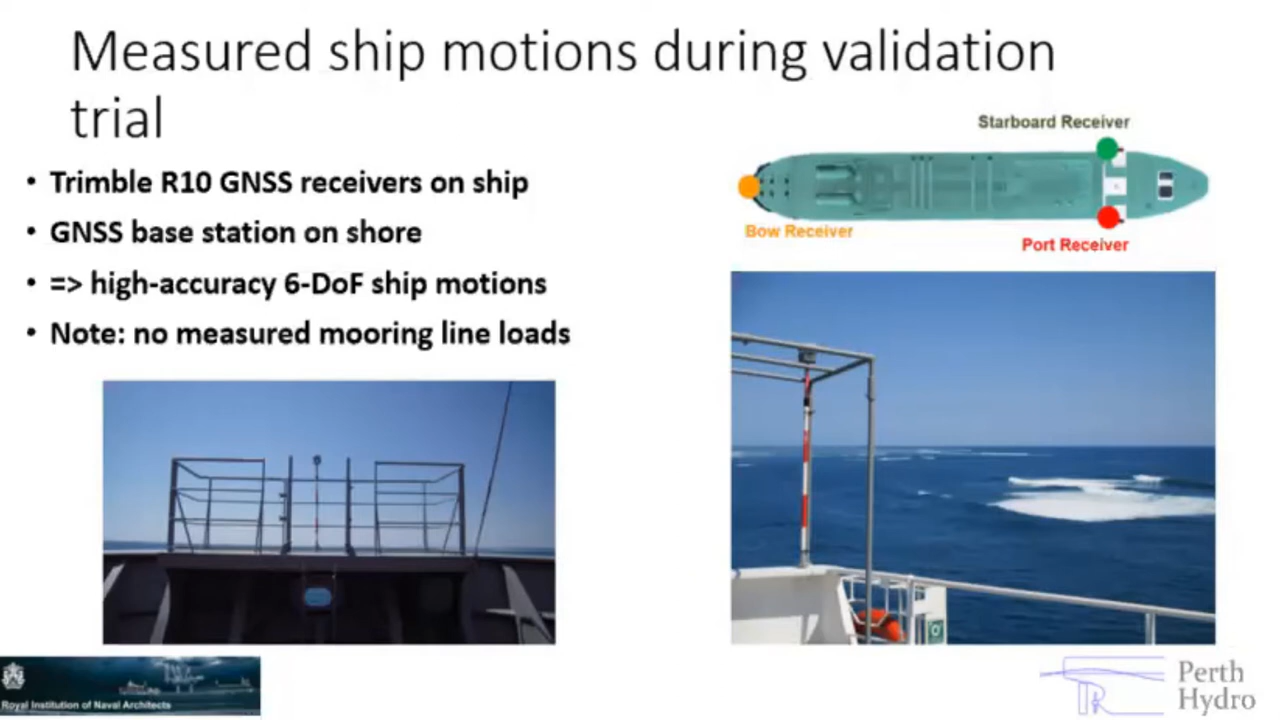 Measured ship motions during validation
trial
• Trimble R10 GNSS receivers on ship
• GNSS base station on shore
• => high-accuracy 6-DoF ship motions
• Note: no measured mooring line loads
Starboard Receiver
Bow Receiver
Port Receiver
Royal Institution of Naval Architects
Perth
Hydro